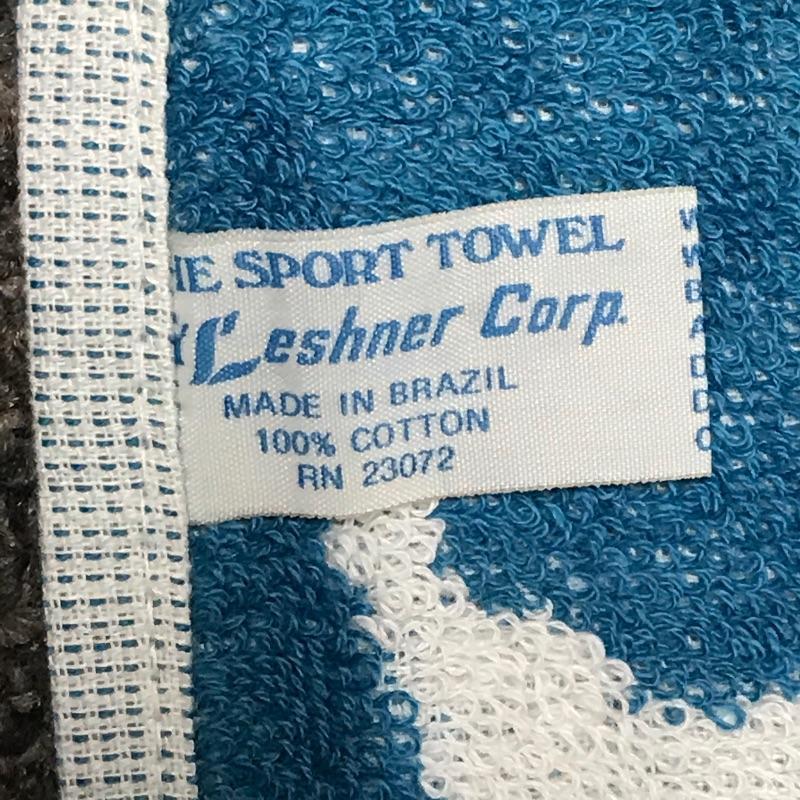 HE SPORT TOWEL
Y Leshner Corp.
MADE IN BRAZIL
100% COTTON
RN 23072